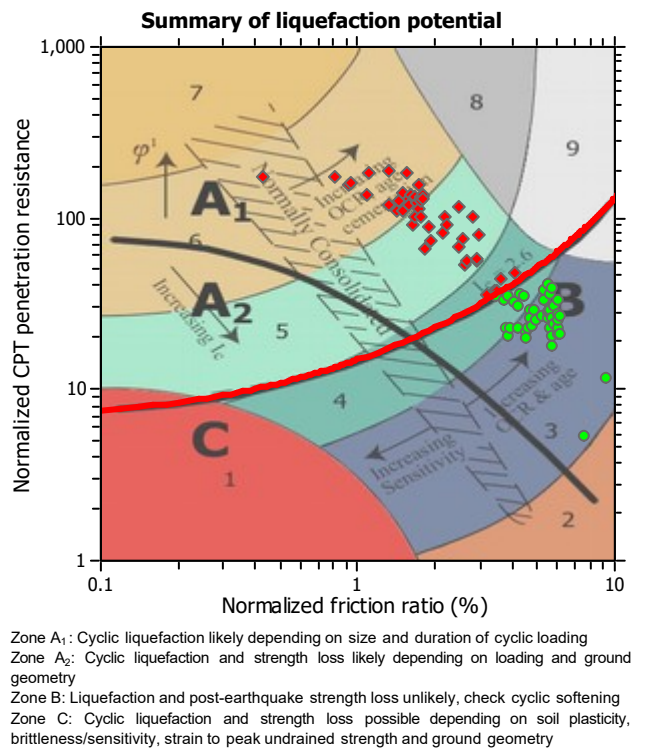 Summary of liquefaction potential
1,000
7
8
9
φ'
Normally Consolidated
Increasing
OCR, age,
cementation
A1
100
6
A2
Increasing Ic
5
2.6
B
10
4
Increasing
OCR & age
3
C
Increasing
Sensitivity
1
2
1
0.1
1
10
Normalized CPT penetration resistance
Normalized friction ratio (%)
Zone A1: Cyclic liquefaction likely depending on size and duration of cyclic loading
Zone A2: Cyclic liquefaction and strength loss likely depending on loading and ground
geometry
Zone B: Liquefaction and post-earthquake strength loss unlikely, check cyclic softening
Zone C: Cyclic liquefaction and strength loss possible depending on soil plasticity,
brittleness/sensitivity, strain to peak undrained strength and ground geometry